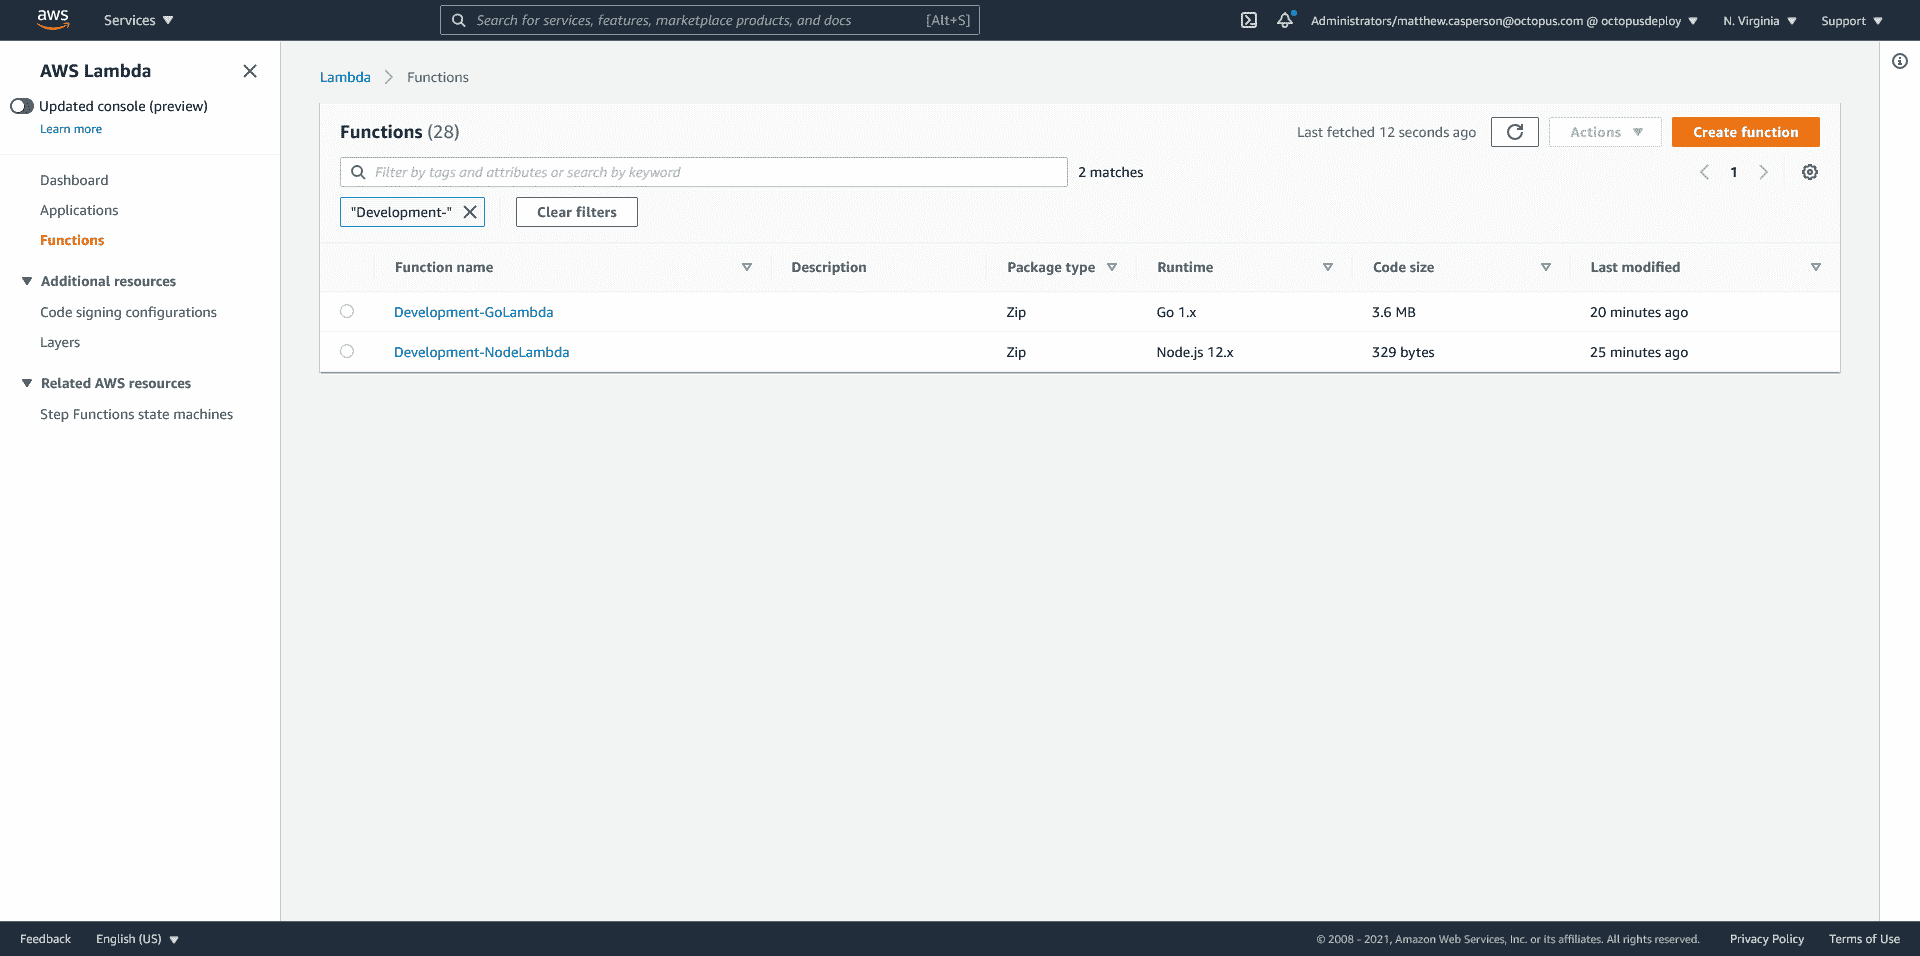 aws Services Search for services, features, marketplace products, and docs [Alt+S] Administrators/matthew.casperson@octopus.com @ octopusdeploy N. Virginia Support
AWS Lambda
Updated console (preview)
Learn more
Dashboard
Applications
Functions
Additional resources
Code signing configurations
Layers
Related AWS resources
Step Functions state machines
Lambda Functions
Functions (28) Last fetched 12 seconds ago Actions Create function
Filter by tags and attributes or search by keyword 2 matches 1
"Development-" Clear filters
Function name Description Package type Runtime Code size Last modified
Development-GoLambda Zip Go 1.x 3.6 MB 20 minutes ago
Development-NodeLambda Zip Node.js 12.x 329 bytes 25 minutes ago
Feedback English (US) © 2008 - 2021, Amazon Web Services, Inc. or its affiliates. All rights reserved. Privacy Policy Terms of Use